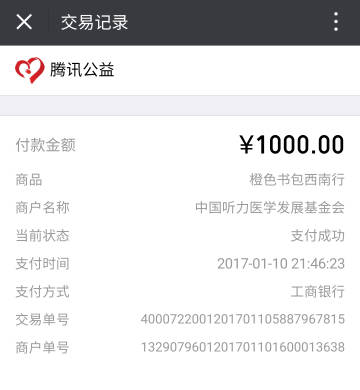 交易记录
腾讯公益
付款金额 ¥1000.00
商品 橙色书包西南行
商户名称 中国听力医学发展基金会
当前状态 支付成功
支付时间 2017-01-10 21:46:23
支付方式 工商银行
交易单号 4000722001201701105887967815
商户单号 1329079601201701101600013638